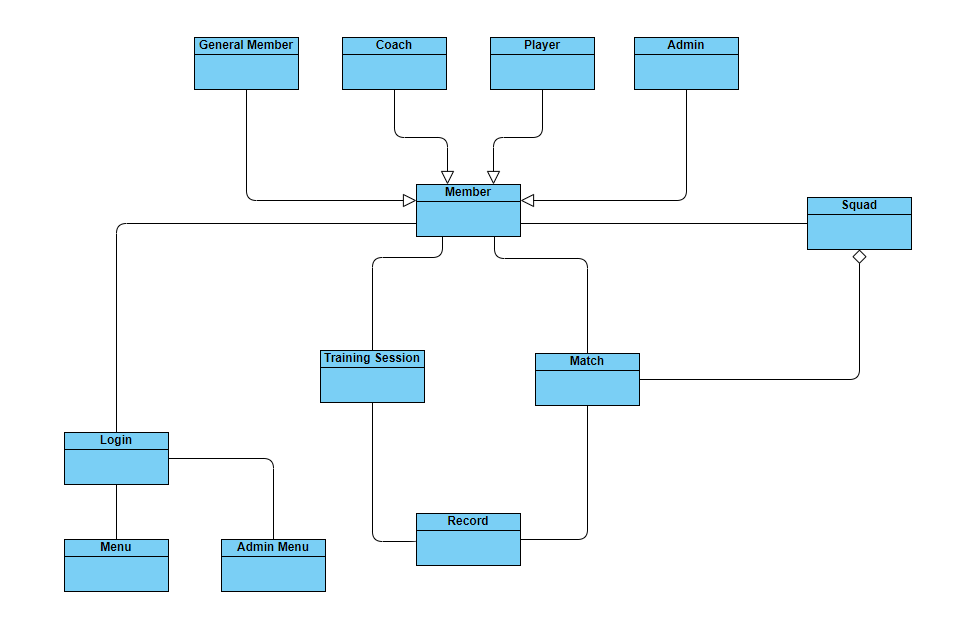 General Member
Coach
Player
Admin
Member
Squad
Training Session
Match
Login
Record
Menu
Admin Menu